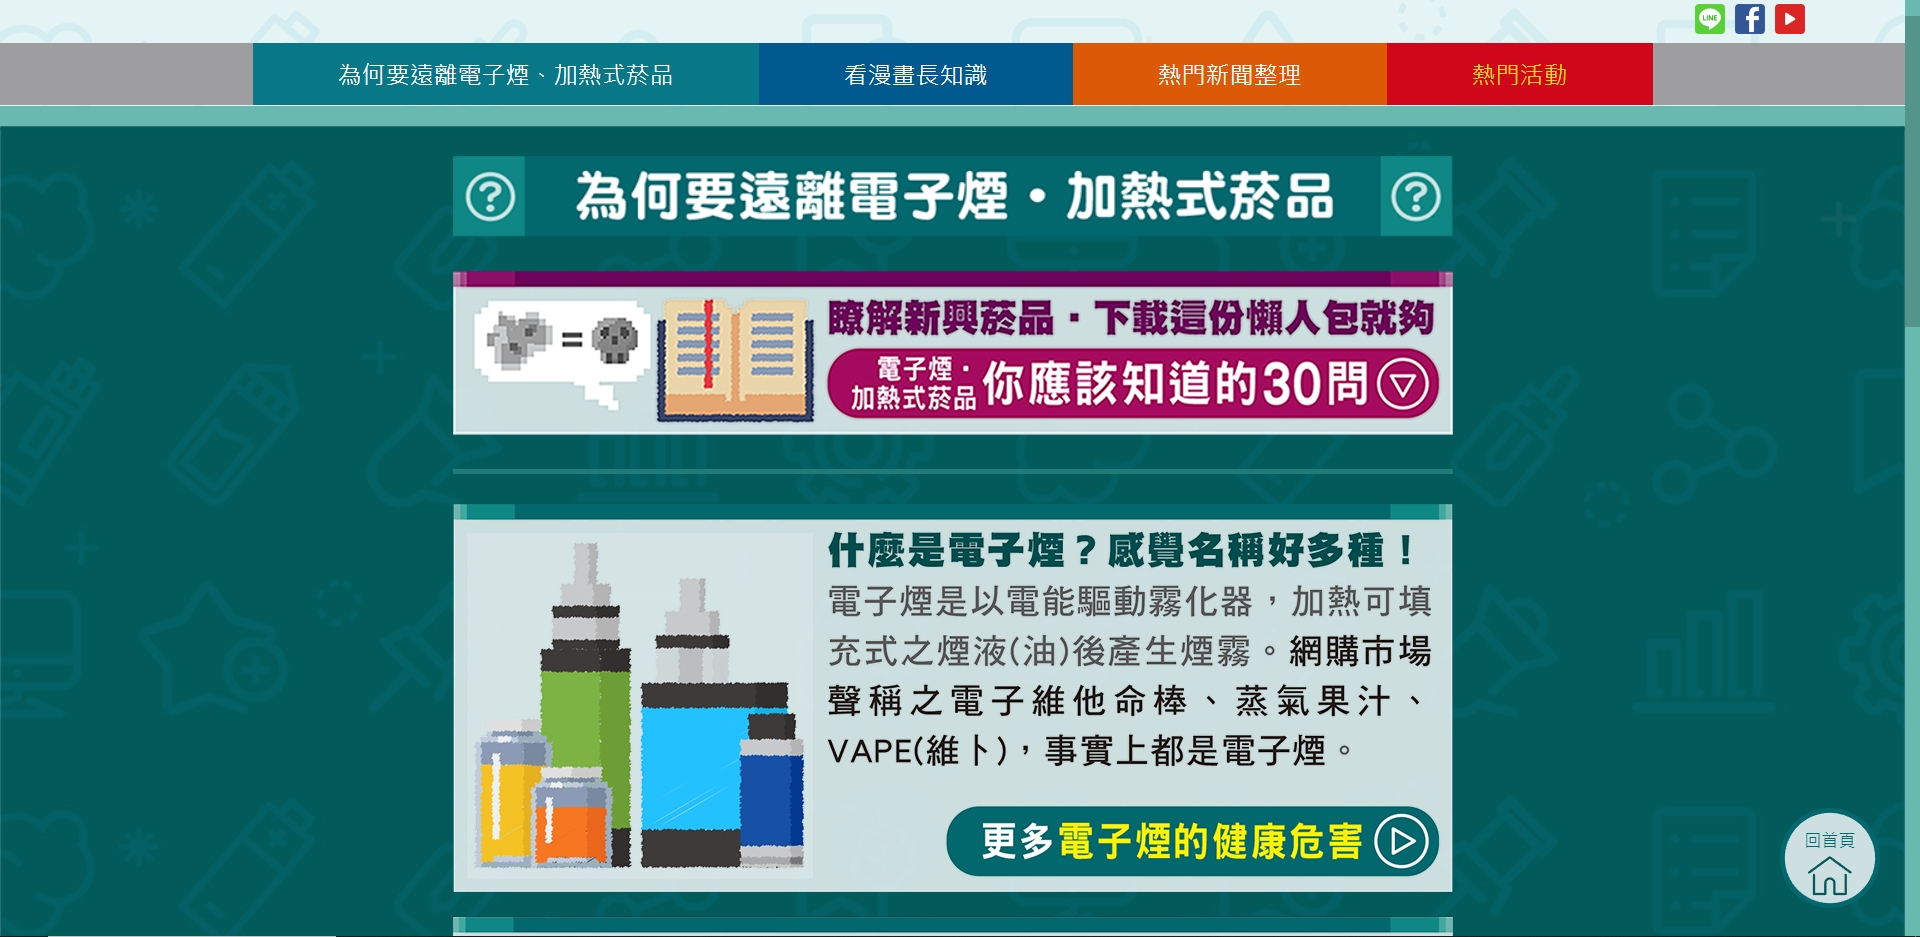 LINE
為何要遠離電子煙、加熱式菸品
看漫畫長知識
熱門新聞整理
熱門活動
為何要遠離電子煙・加熱式菸品
瞭解新興菸品・下載這份懶人包就夠
電子煙・
加熱式菸品
你應該知道的30問
什麼是電子煙？感覺名稱好多種！
電子煙是以電能驅動霧化器，加熱可填
充式之煙液(油)後產生煙霧。網購市場
聲稱之電子維他命棒、蒸氣果汁、
VAPE(維卜)，事實上都是電子煙。
更多電子煙的健康危害
回首頁